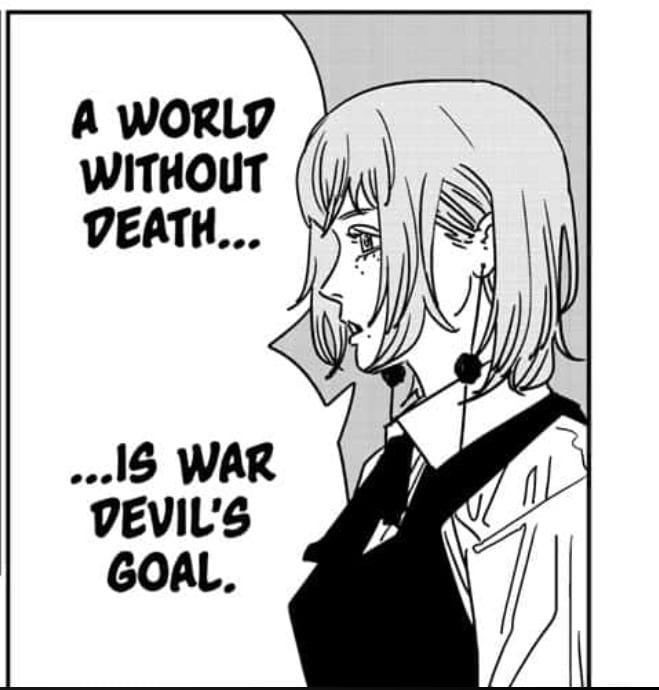 A WORLD
WITHOUT
DEATH...
...IS WAR
DEVIL'S
GOAL.